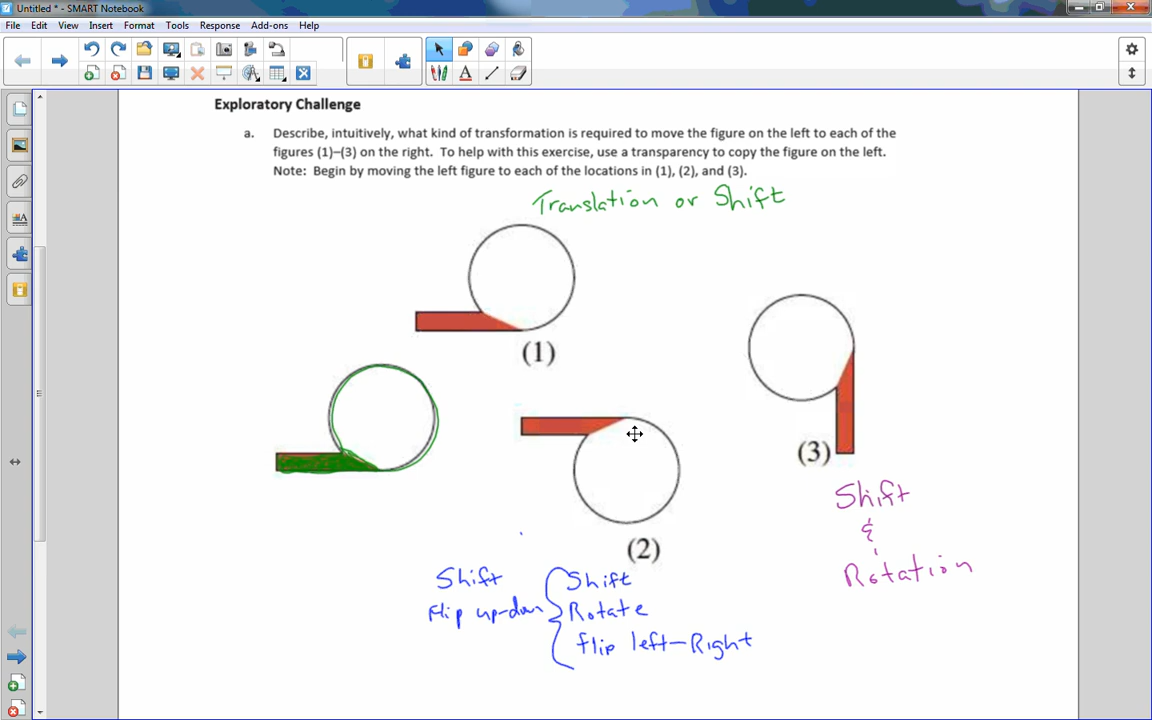 Untitled * - SMART Notebook
File Edit View Insert Format Tools Response Add-ons Help
Exploratory Challenge
a. Describe, intuitively, what kind of transformation is required to move the figure on the left to each of the
figures (1)–(3) on the right. To help with this exercise, use a transparency to copy the figure on the left.
Note: Begin by moving the left figure to each of the locations in (1), (2), and (3).
Translation or Shift
(1)
(3)
(2)
Shift
&
Rotation
Shift
Flip up-down
Shift
Rotate
flip left-Right